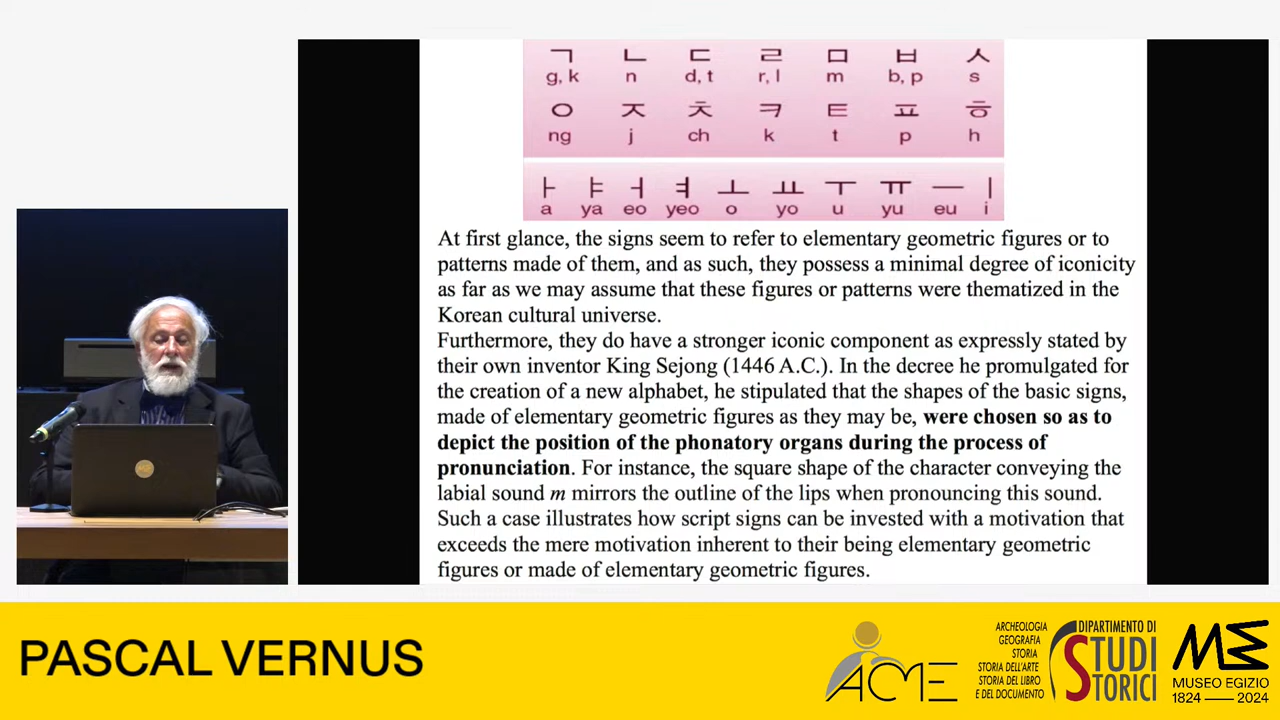 ㄱ ㄴ ㄷ ㄹ ㅁ ㅂ ㅅ
g, k n d, t r, l m b, p s
ㅇ ㅈ ㅊ ㅋ ㅌ ㅍ ㅎ
ng j ch k t p h
ㅏ ㅑ ㅓ ㅕ ㅗ ㅛ ㅜ ㅠ ㅡ ㅣ
a ya eo yeo o yo u yu eu i
At first glance, the signs seem to refer to elementary geometric figures or to
patterns made of them, and as such, they possess a minimal degree of iconicity
as far as we may assume that these figures or patterns were thematized in the
Korean cultural universe.
Furthermore, they do have a stronger iconic component as expressly stated by
their own inventor King Sejong (1446 A.C.). In the decree he promulgated for
the creation of a new alphabet, he stipulated that the shapes of the basic signs,
made of elementary geometric figures as they may be, were chosen so as to
depict the position of the phonatory organs during the process of
pronunciation. For instance, the square shape of the character conveying the
labial sound m mirrors the outline of the lips when pronouncing this sound.
Such a case illustrates how script signs can be invested with a motivation that
exceeds the mere motivation inherent to their being elementary geometric
figures or made of elementary geometric figures.
PASCAL VERNUS
ACME
ARCHEOLOGIA
GEOGRAFIA
STORIA
STORIA DELL'ARTE
STORIA DEL LIBRO
E DEL DOCUMENTO
DIPARTIMENTO DI
STUDI
STORICI
ME
MUSEO EGIZIO
1824 —— 2024